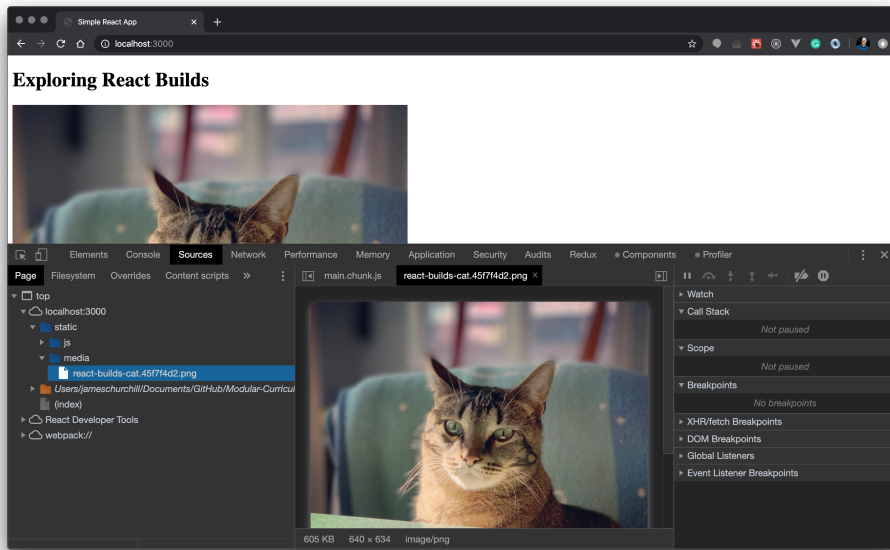 Simple React App
localhost:3000
Exploring React Builds
Elements Console Sources Network Performance Memory Application Security Audits Redux Components Profiler
Page Filesystem Overrides Content scripts
main.chunk.js react-builds-cat.45f7f4d2.png
top
localhost:3000
static
js
media
react-builds-cat.45f7f4d2.png
Users/jameschurchill/Documents/GitHub/Modular-Curricul
(index)
React Developer Tools
webpack://
605 KB 640 × 634 image/png
Watch
Call Stack
Not paused
Scope
Not paused
Breakpoints
No breakpoints
XHR/fetch Breakpoints
DOM Breakpoints
Global Listeners
Event Listener Breakpoints